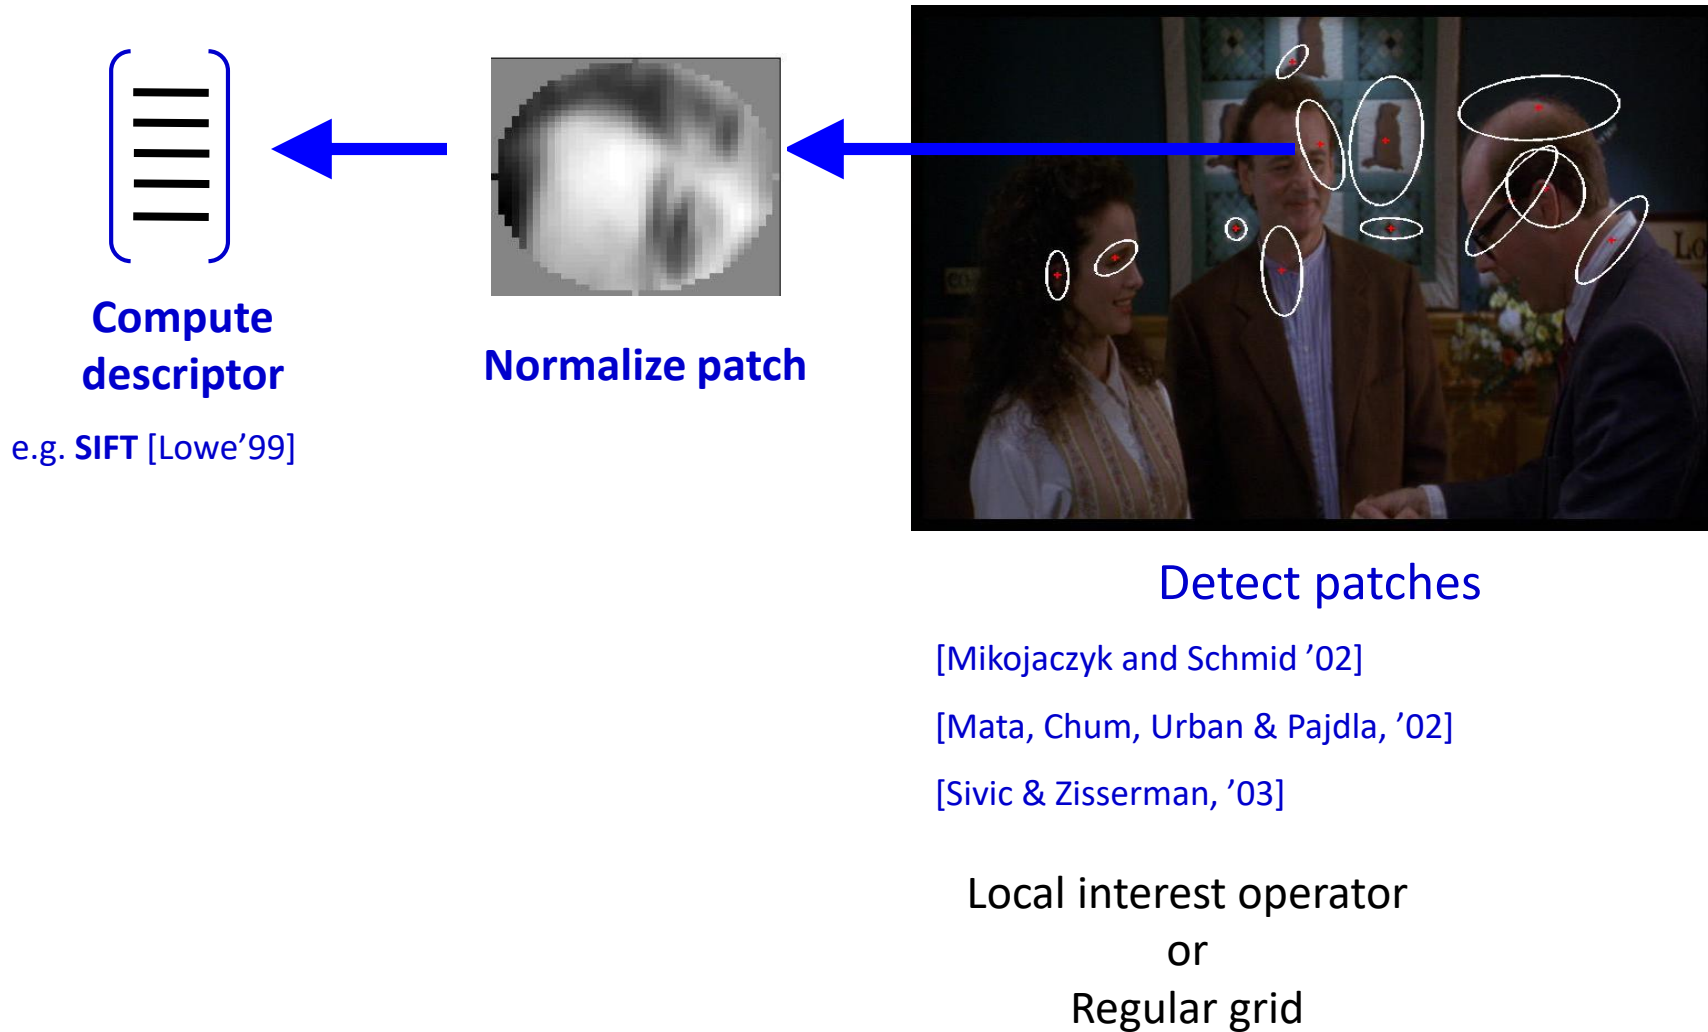 Compute
descriptor
e.g. SIFT [Lowe’99]
Normalize patch
Detect patches
[Mikojaczyk and Schmid ’02]
[Mata, Chum, Urban & Pajdla, ’02]
[Sivic & Zisserman, ’03]
Local interest operator
or
Regular grid